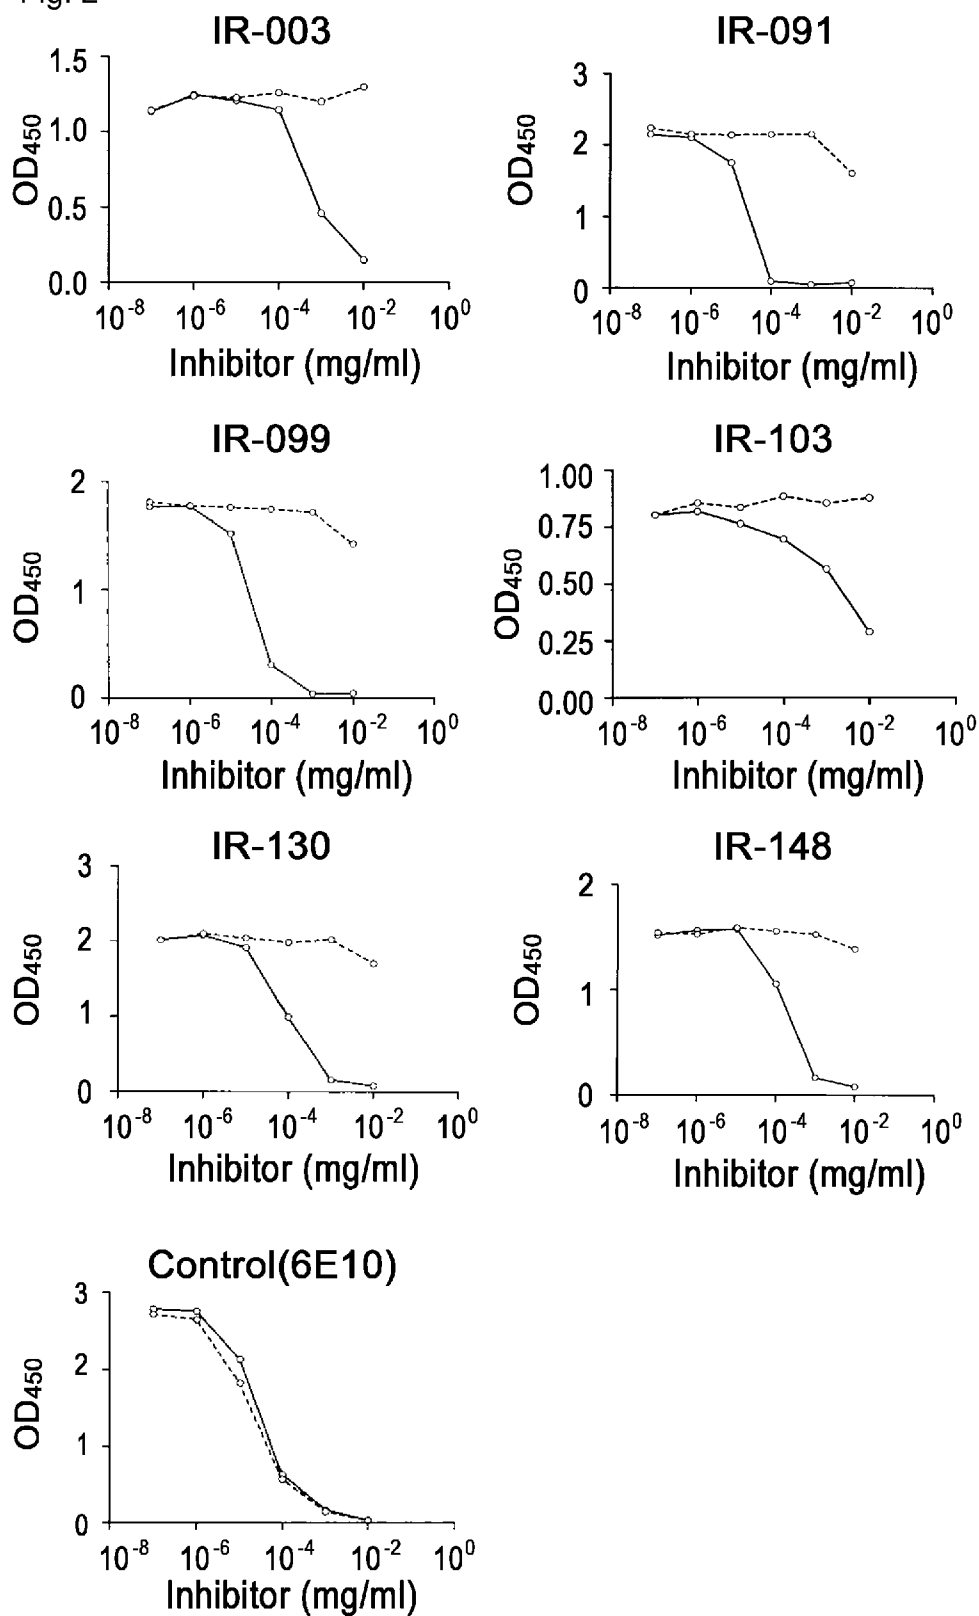 IR-003
1.5
1.0
0.5
0.0
OD450
10-8 10-6 10-4 10-2 100
Inhibitor (mg/ml)
IR-091
3
2
1
0
OD450
10-8 10-6 10-4 10-2 100
Inhibitor (mg/ml)
IR-099
2
1
0
OD450
10-8 10-6 10-4 10-2 100
Inhibitor (mg/ml)
IR-103
1.00
0.75
0.50
0.25
0.00
OD450
10-8 10-6 10-4 10-2 100
Inhibitor (mg/ml)
IR-130
3
2
1
0
OD450
10-8 10-6 10-4 10-2 100
Inhibitor (mg/ml)
IR-148
2
1
0
OD450
10-8 10-6 10-4 10-2 100
Inhibitor (mg/ml)
Control(6E10)
3
2
1
0
OD450
10-8 10-6 10-4 10-2 100
Inhibitor (mg/ml)